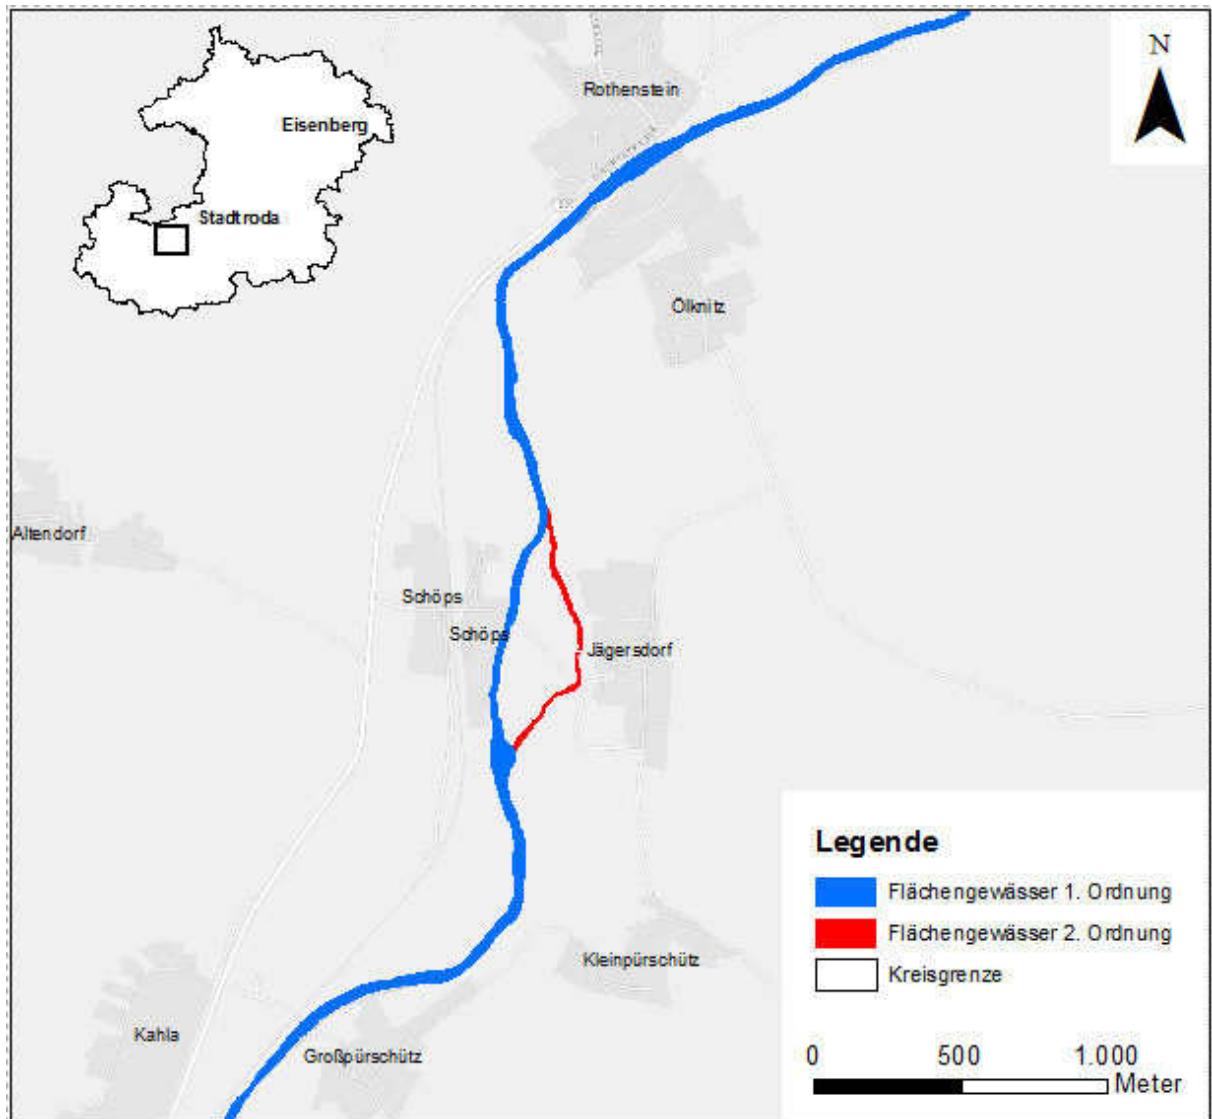 N
Rothenstein
Eisenberg
Stadtroda
Ölknitz
Altendorf
Schöps
Schöps
Jägersdorf
Legende
Flächengewässer 1. Ordnung
Flächengewässer 2. Ordnung
Kreisgrenze
Kleinpürschütz
Kahla
Großpürschütz
0 500 1.000
Meter